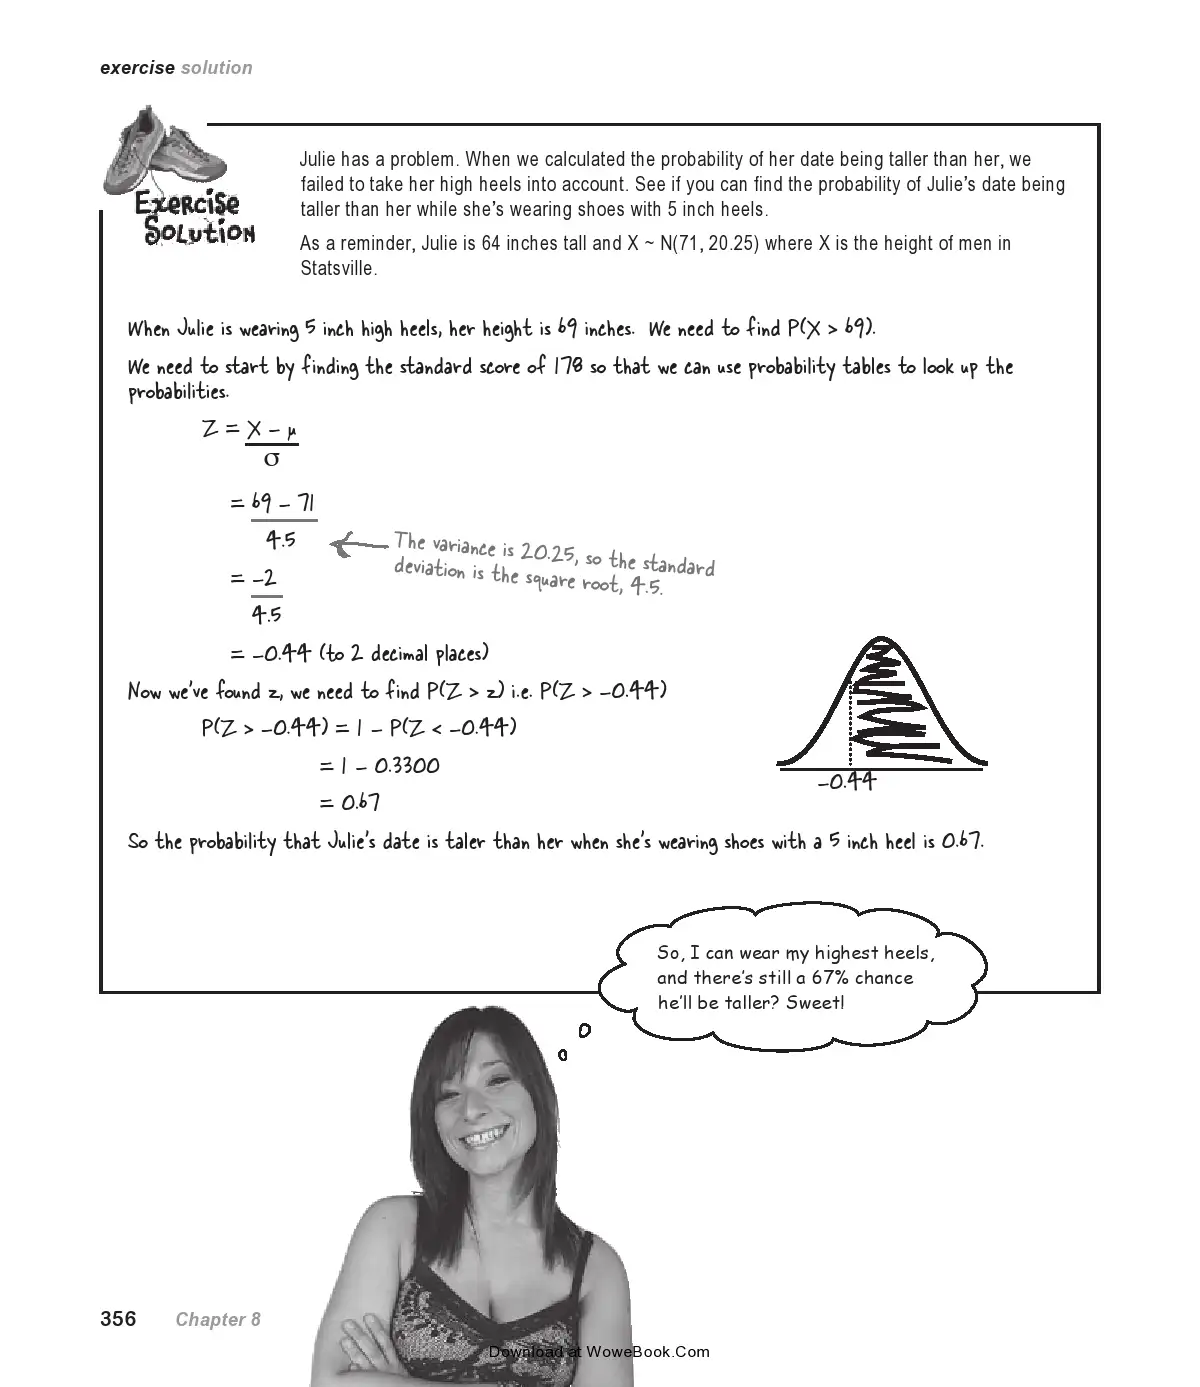 exercise solution
Exercise
Solution
Julie has a problem. When we calculated the probability of her date being taller than her, we
failed to take her high heels into account. See if you can find the probability of Julie's date being
taller than her while she's wearing shoes with 5 inch heels.
As a reminder, Julie is 64 inches tall and X ~ N(71, 20.25) where X is the height of men in
Statsville.
When Julie is wearing 5 inch high heels, her height is 69 inches. We need to find P(X > 69).
We need to start by finding the standard score of 178 so that we can use probability tables to look up the
probabilities.
Z = X – μ
σ
= 69 – 71
4.5
The variance is 20.25, so the standard
deviation is the square root, 4.5.
= –2
4.5
= –0.44 (to 2 decimal places)
Now we've found z, we need to find P(Z > z) i.e. P(Z > –0.44)
P(Z > –0.44) = 1 – P(Z < –0.44)
= 1 – 0.3300
= 0.67
–0.44
So the probability that Julie's date is taler than her when she's wearing shoes with a 5 inch heel is 0.67.
So, I can wear my highest heels,
and there's still a 67% chance
he'll be taller? Sweet!
356 Chapter 8
Download at WoweBook.Com